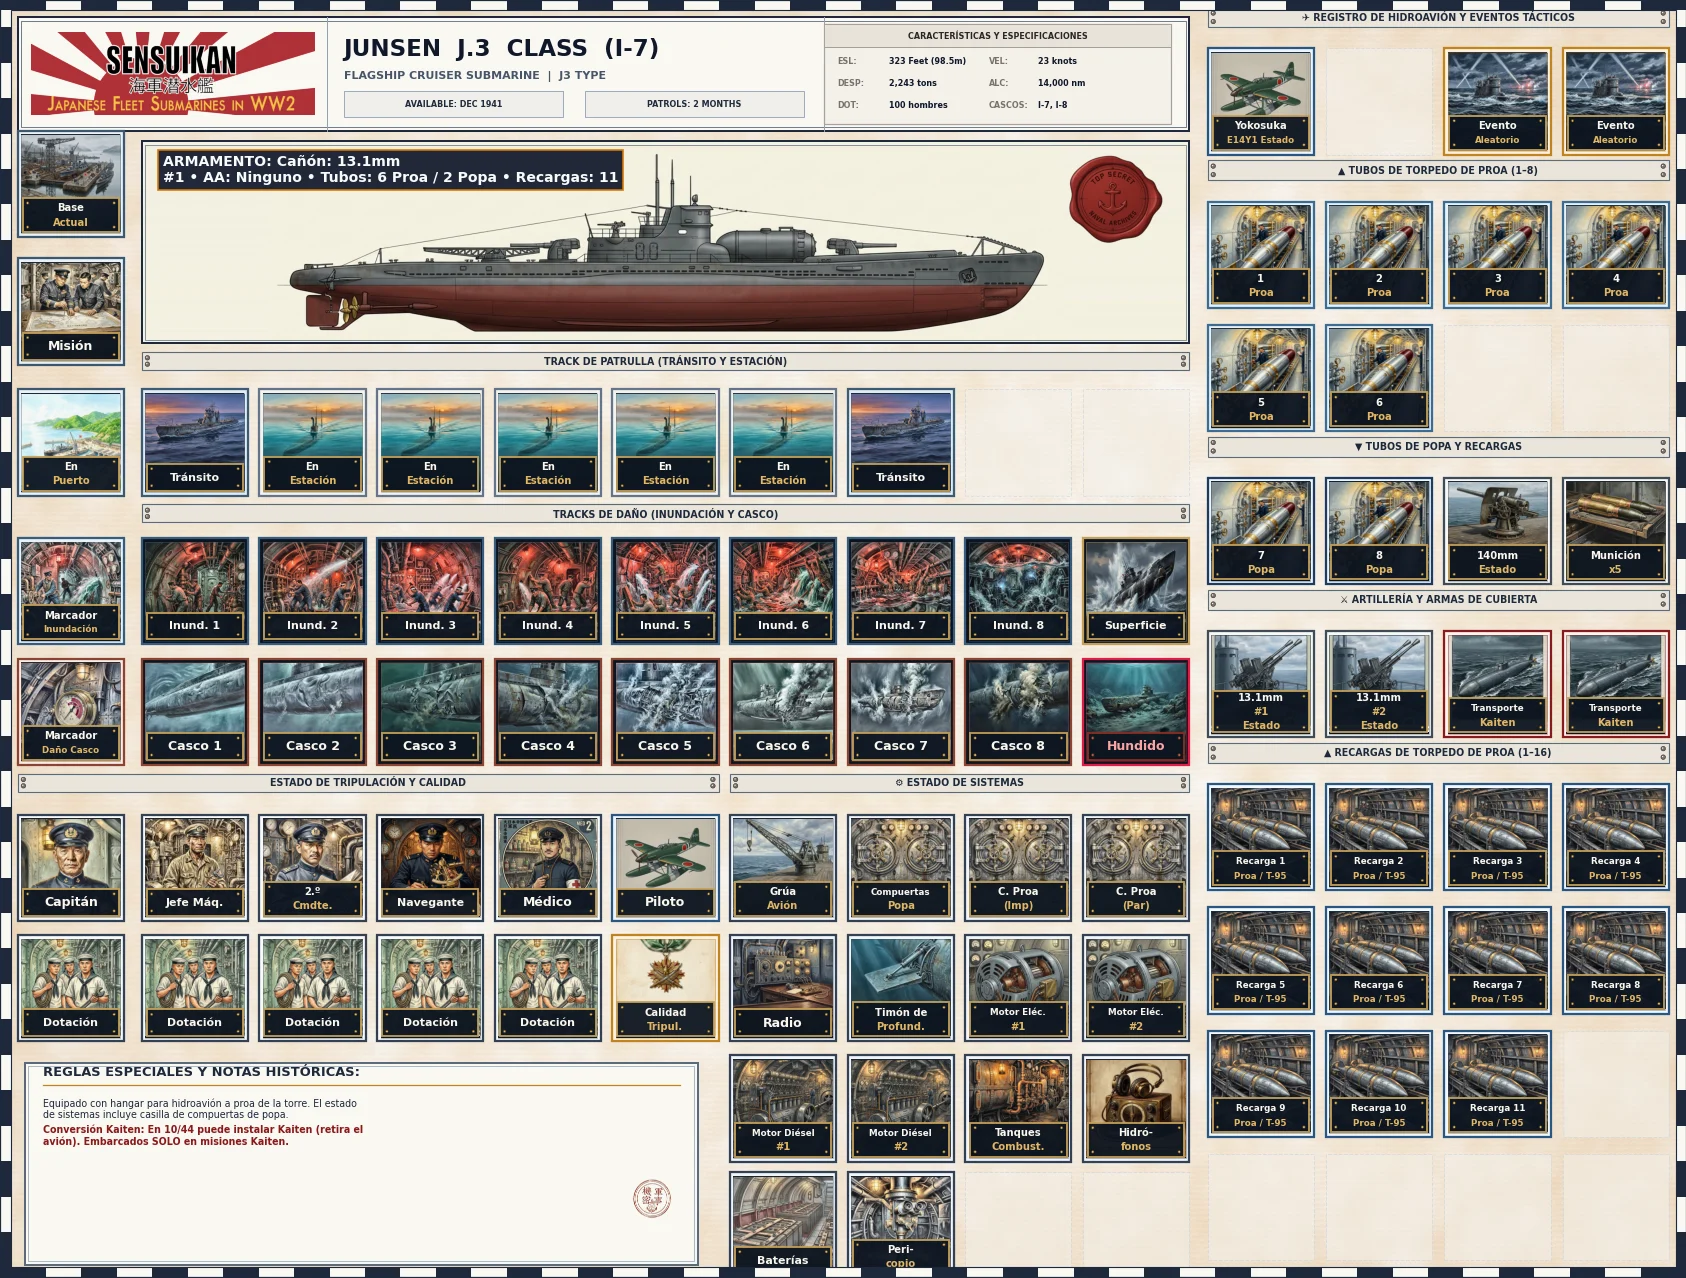 SENSUIKAN
海軍潜水艦
JAPANESE FLEET SUBMARINES IN WW2
JUNSEN J.3 CLASS (I-7)
FLAGSHIP CRUISER SUBMARINE | J3 TYPE
AVAILABLE: DEC 1941
PATROLS: 2 MONTHS
CARACTERÍSTICAS Y ESPECIFICACIONES
ESL: 323 Feet (98.5m) VEL: 23 knots
DESP: 2,243 tons ALC: 14,000 nm
DOT: 100 hombres CASCOS: I-7, I-8
Base
Actual
Misión
ARMAMENTO: Cañón: 13.1mm
#1 • AA: Ninguno • Tubos: 6 Proa / 2 Popa • Recargas: 11
TOP SECRET
NAVAL ARCHIVES
TRACK DE PATRULLA (TRÁNSITO Y ESTACIÓN)
En
Puerto
Tránsito
En
Estación
En
Estación
En
Estación
En
Estación
En
Estación
Tránsito
TRACKS DE DAÑO (INUNDACIÓN Y CASCO)
Marcador
Inundación
Inund. 1
Inund. 2
Inund. 3
Inund. 4
Inund. 5
Inund. 6
Inund. 7
Inund. 8
Superficie
Marcador
Daño Casco
Casco 1
Casco 2
Casco 3
Casco 4
Casco 5
Casco 6
Casco 7
Casco 8
Hundido
ESTADO DE TRIPULACIÓN Y CALIDAD
Capitán
Jefe Máq.
2.º
Cmdte.
Navegante
Médico
Piloto
Dotación
Dotación
Dotación
Dotación
Dotación
Calidad
Tripul.
⚙ ESTADO DE SISTEMAS
Grúa
Avión
Compuertas
Popa
C. Proa
(Imp)
C. Proa
(Par)
Radio
Timón de
Profund.
Motor Eléc.
#1
Motor Eléc.
#2
Motor Diésel
#1
Motor Diésel
#2
Tanques
Combust.
Hidró-
fonos
Baterías
Peri-
copio
REGLAS ESPECIALES Y NOTAS HISTÓRICAS:
Equipado con hangar para hidroavión a proa de la torre. El estado
de sistemas incluye casilla de compuertas de popa.
Conversión Kaiten: En 10/44 puede instalar Kaiten (retira el
avión). Embarcados SOLO en misiones Kaiten.
✈ REGISTRO DE HIDROAVIÓN Y EVENTOS TÁCTICOS
Yokosuka
E14Y1 Estado
Evento
Aleatorio
Evento
Aleatorio
▲ TUBOS DE TORPEDO DE PROA (1–8)
1
Proa
2
Proa
3
Proa
4
Proa
5
Proa
6
Proa
▼ TUBOS DE POPA Y RECARGAS
7
Popa
8
Popa
140mm
Estado
Munición
x5
⚔ ARTILLERÍA Y ARMAS DE CUBIERTA
13.1mm
#1
Estado
13.1mm
#2
Estado
Transporte
Kaiten
Transporte
Kaiten
▲ RECARGAS DE TORPEDO DE PROA (1–16)
Recarga 1
Proa / T-95
Recarga 2
Proa / T-95
Recarga 3
Proa / T-95
Recarga 4
Proa / T-95
Recarga 5
Proa / T-95
Recarga 6
Proa / T-95
Recarga 7
Proa / T-95
Recarga 8
Proa / T-95
Recarga 9
Proa / T-95
Recarga 10
Proa / T-95
Recarga 11
Proa / T-95